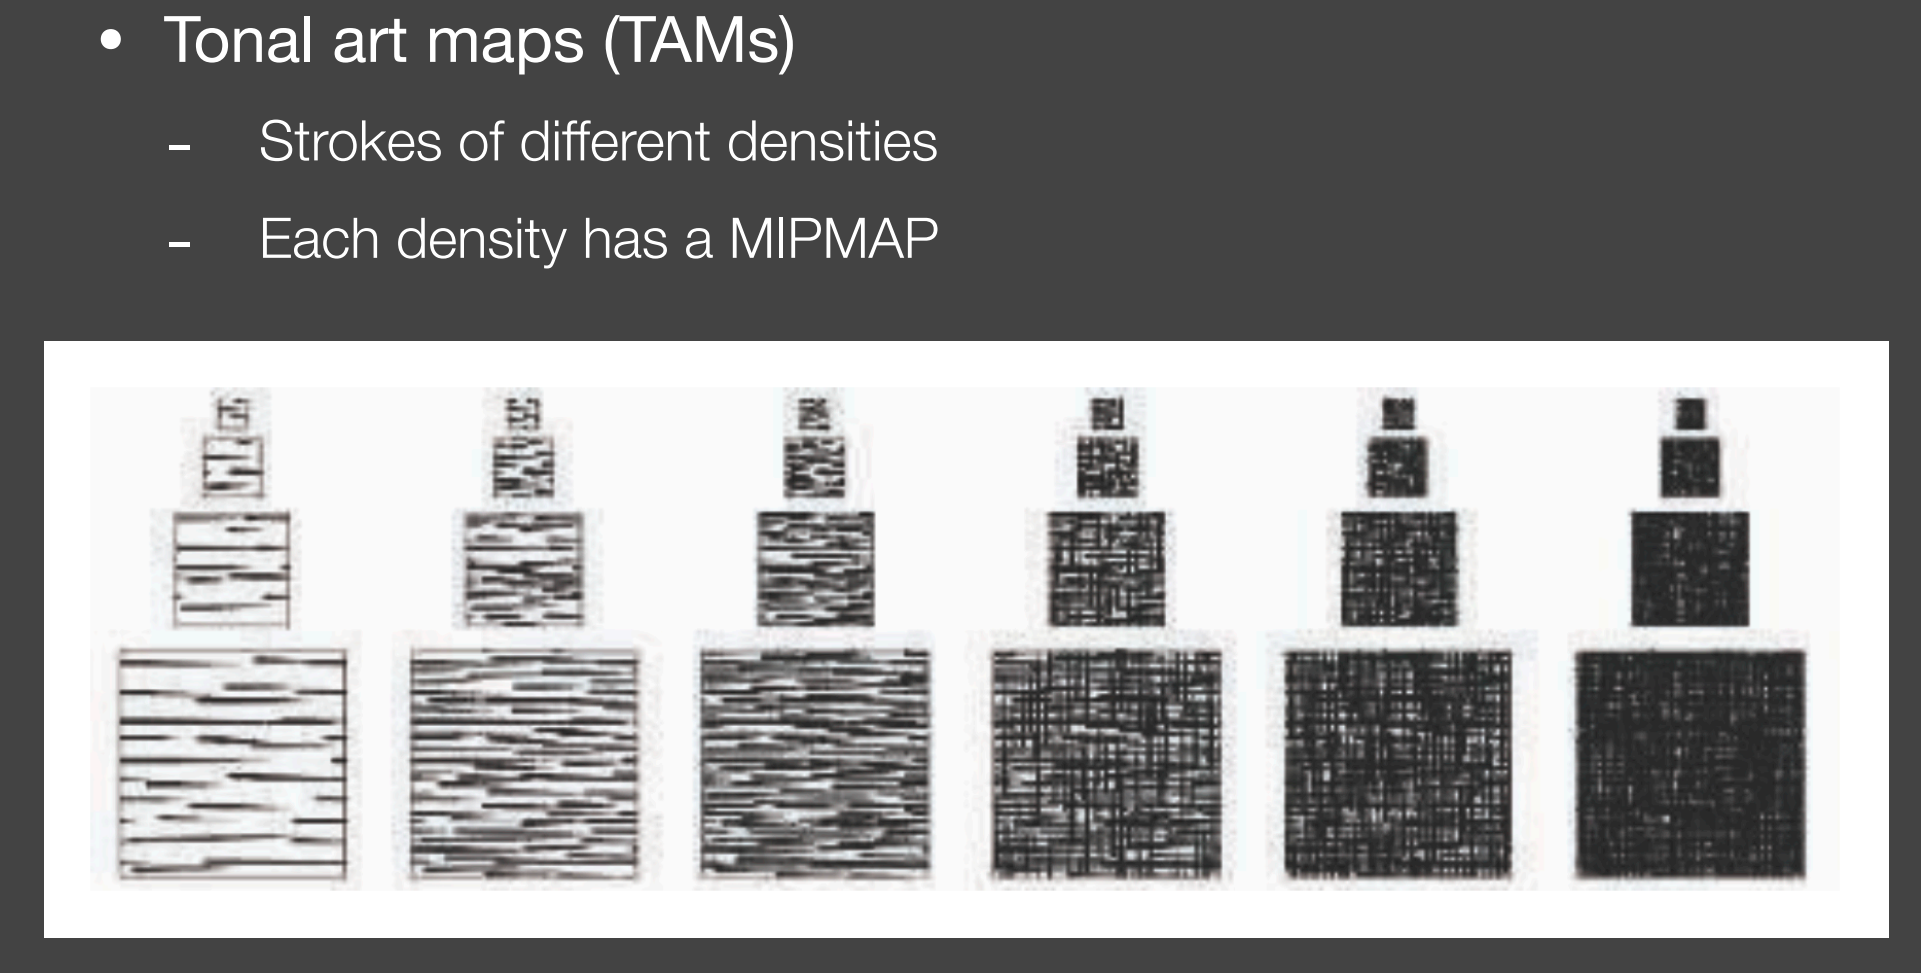 • Tonal art maps (TAMs)
- Strokes of different densities
- Each density has a MIPMAP